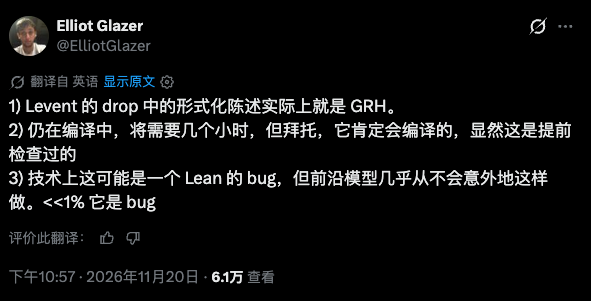 Elliot Glazer
@ElliotGlazer
翻译自 英语 显示原文
1) Levent 的 drop 中的形式化陈述实际上就是 GRH。
2) 仍在编译中，将需要几个小时，但拜托，它肯定会编译的，显然这是提前
检查过的
3) 技术上这可能是一个 Lean 的 bug，但前沿模型几乎从不会意外地这样
做。<<1% 它是 bug
评价此翻译：
下午10:57 · 2026年11月20日 · 6.1万 查看